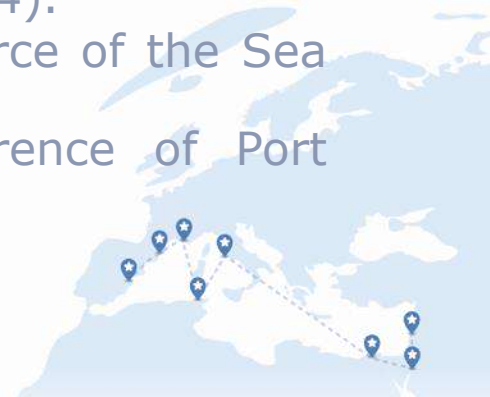 4).
rce of the Sea
rence of Port